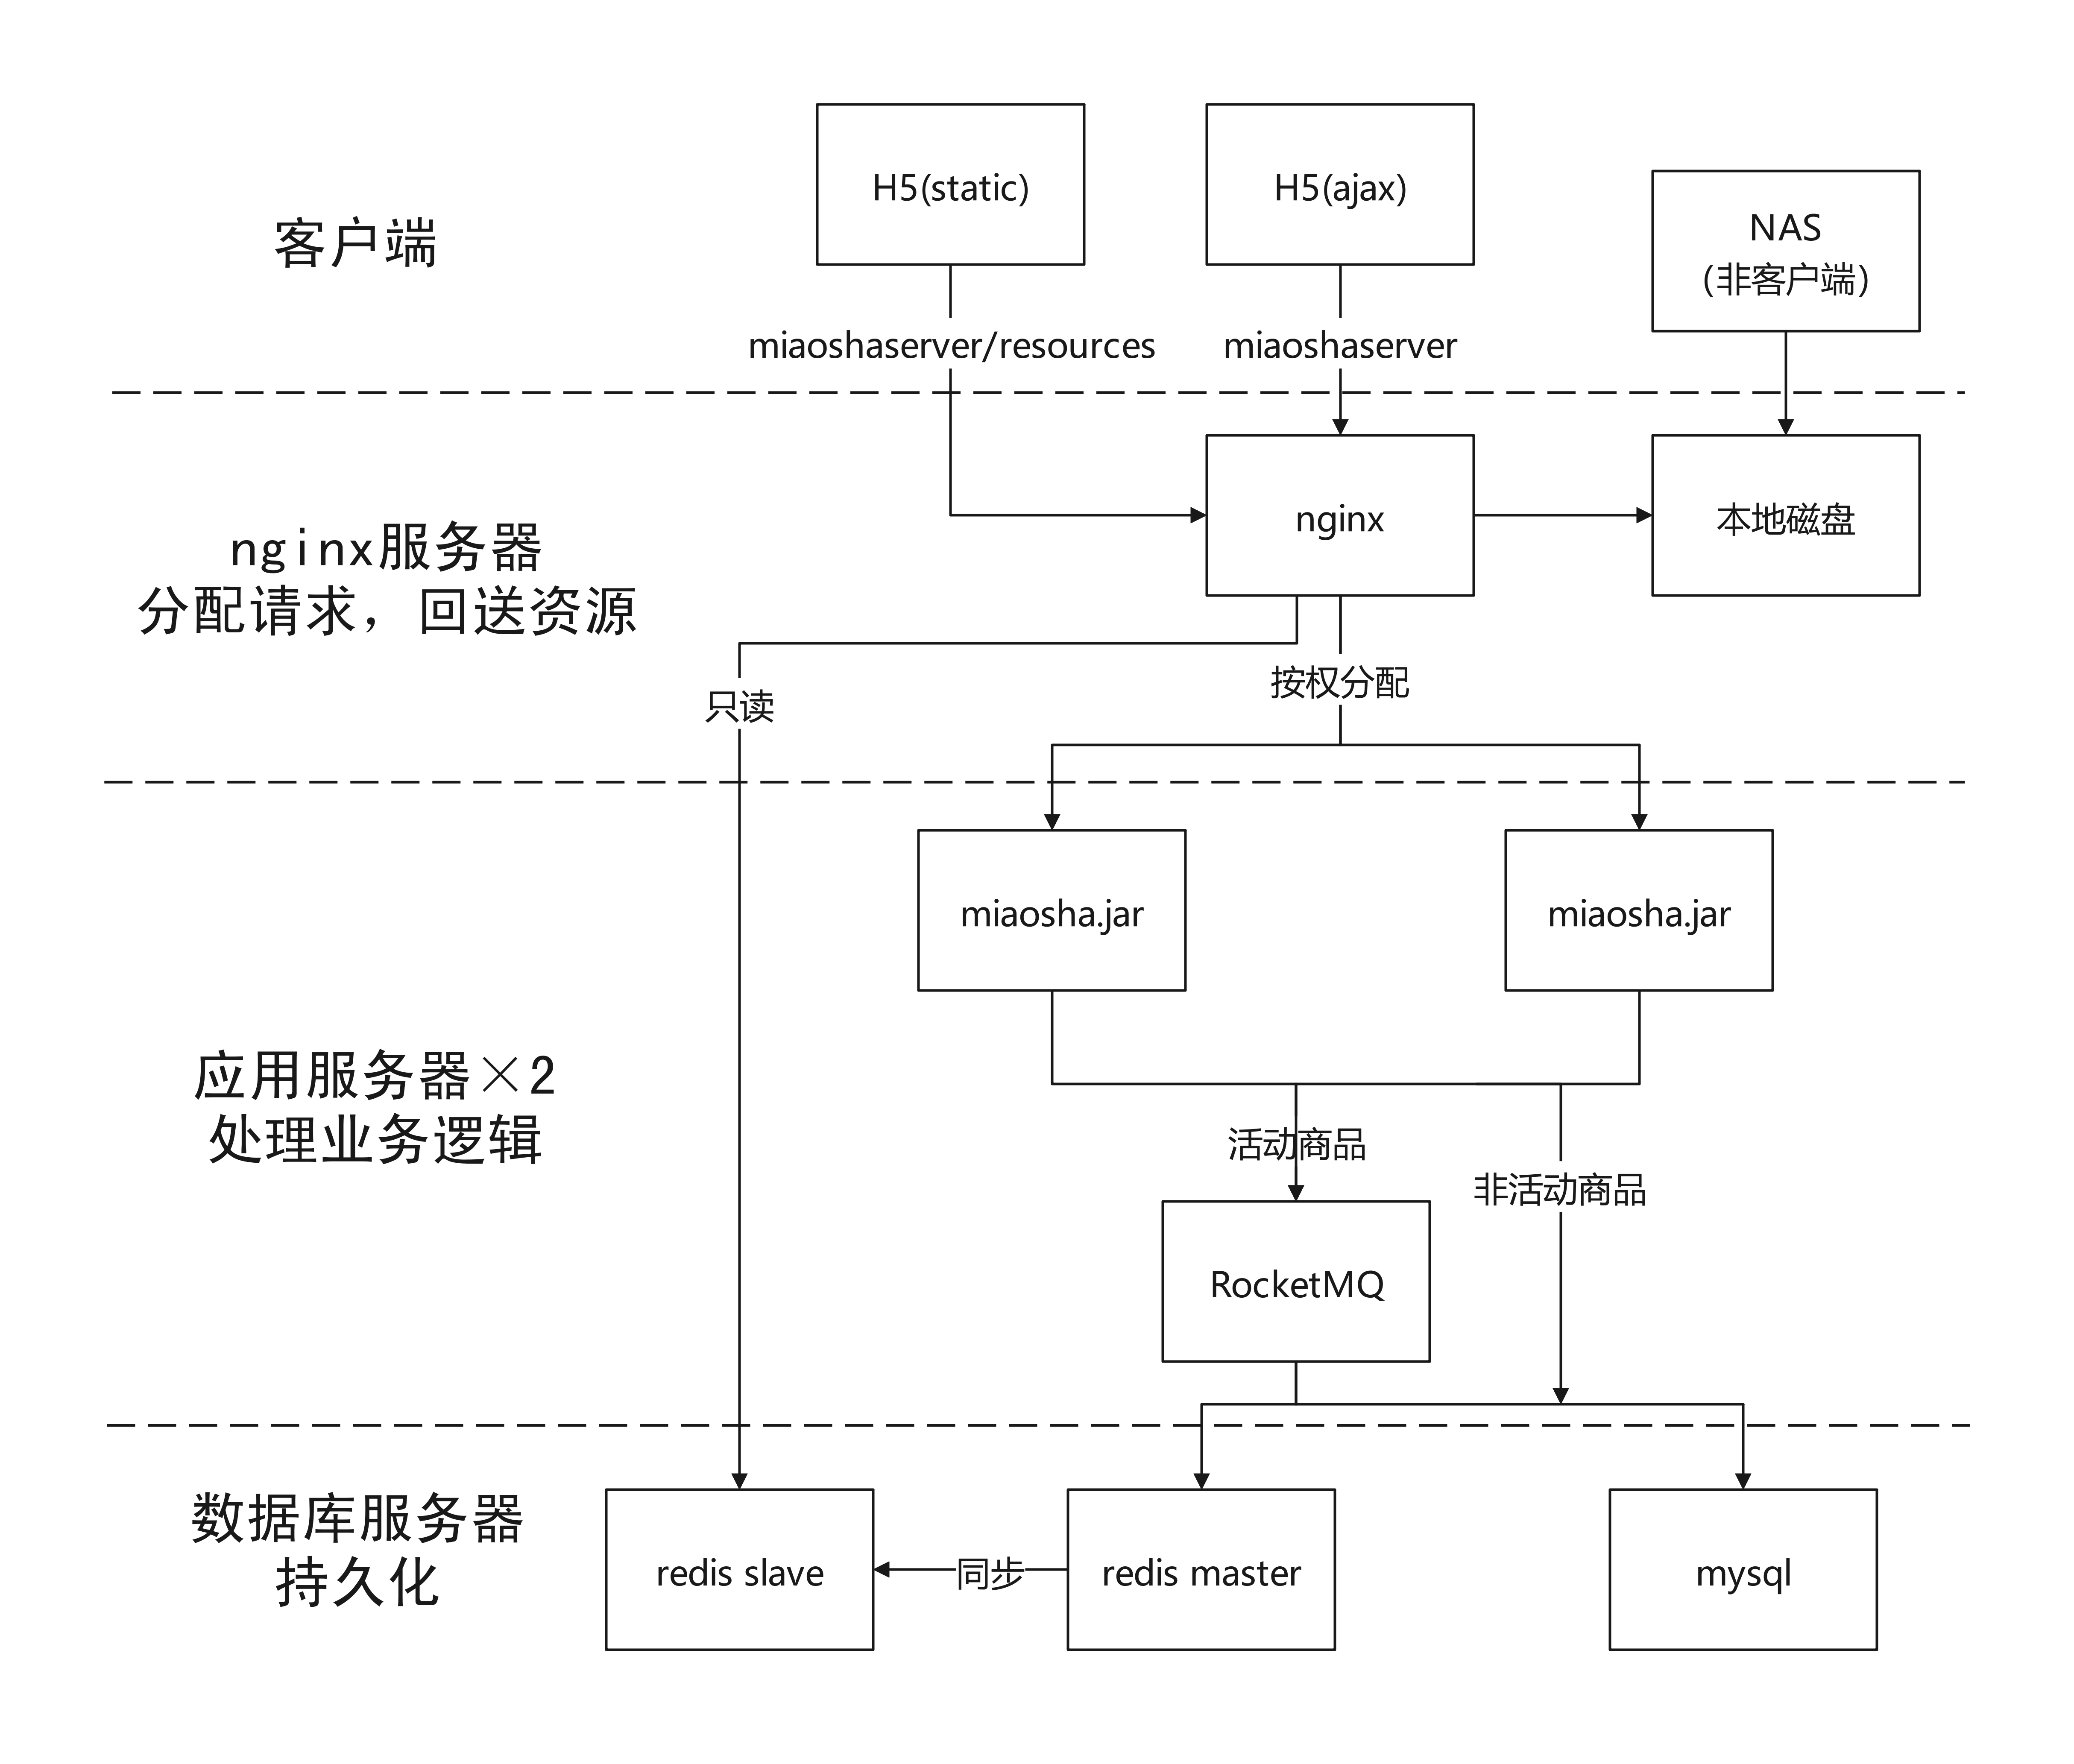 H5(static)
H5(ajax)
NAS
（非客户端）
客户端
miaoshaserver/resources
miaoshaserver
nginx
本地磁盘
nginx服务器
分配请求，回送资源
按权分配
只读
miaosha.jar
miaosha.jar
应用服务器×2
处理业务逻辑
活动商品
非活动商品
RocketMQ
数据库服务器
持久化
redis slave
同步
redis master
mysql